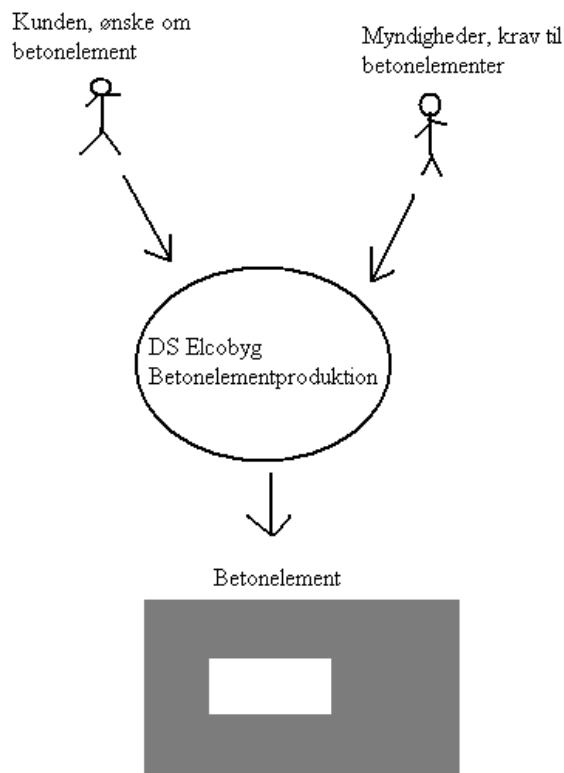 Kunden, ønske om
betonelement
Myndigheder, krav til
betonelementer
DS Elcobyg
Betonelementproduktion
Betonelement